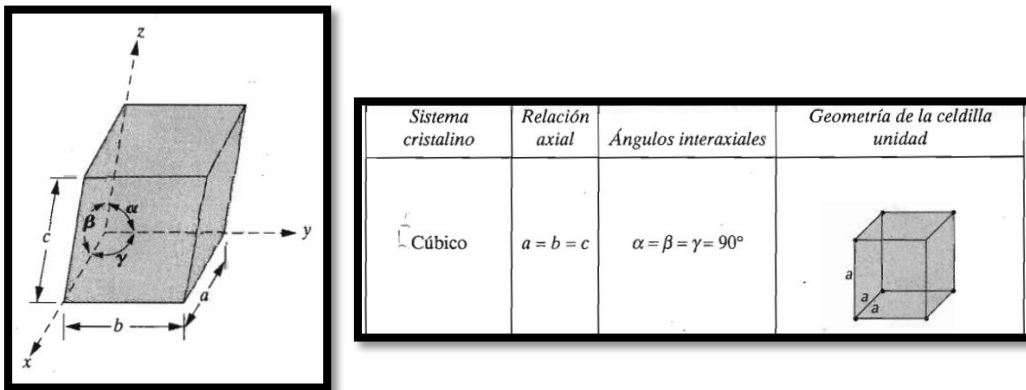 z
c
β
α
γ
y
a
b
x
Sistema cristalino
Relación axial
Ángulos interaxiales
Geometría de la celdilla unidad
Cúbico
a = b = c
α = β = γ = 90°
a
a
a